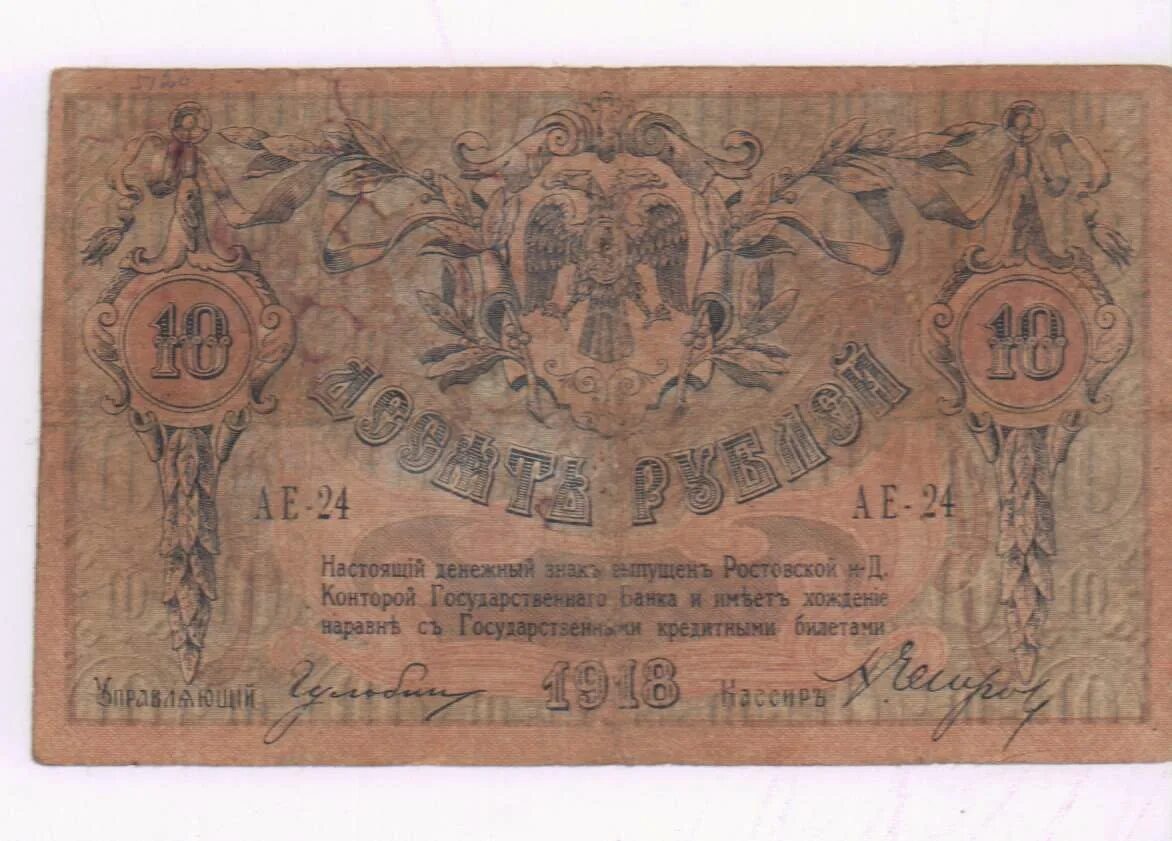 10
10
ДЕСЯТЬ РУБЛЕЙ
АЕ-24
АЕ-24
Настоящій денежный знакъ выпущенъ Ростовской н-Д.
Конторой Государственнаго Банка и имѣетъ хожденіе
наравнѣ съ Государственными кредитными билетами
Управляющій
1918
Кассиръ